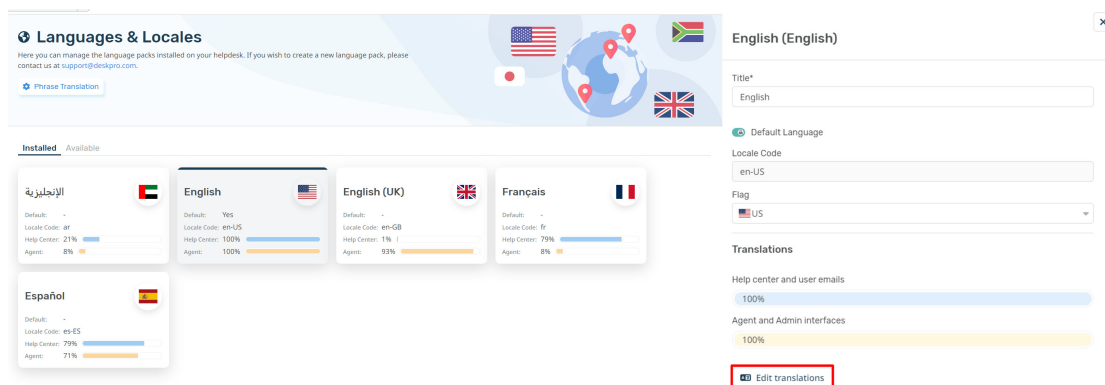 Languages & Locales
Here you can manage the language packs installed on your helpdesk. If you wish to create a new language pack, please
contact us at support@deskpro.com.
Phrase Translation
Installed Available
الإنجليزية
Default: -
Locale Code: ar
Help Center: 21%
Agent: 8%
English
Default: Yes
Locale Code: en-US
Help Center: 100%
Agent: 100%
English (UK)
Default: -
Locale Code: en-GB
Help Center: 1%
Agent: 93%
Français
Default: -
Locale Code: fr
Help Center: 79%
Agent: 8%
Español
Default: -
Locale Code: es-ES
Help Center: 79%
Agent: 71%
English (English)
Title*
English
Default Language
Locale Code
en-US
Flag
US
Translations
Help center and user emails
100%
Agent and Admin interfaces
100%
Edit translations